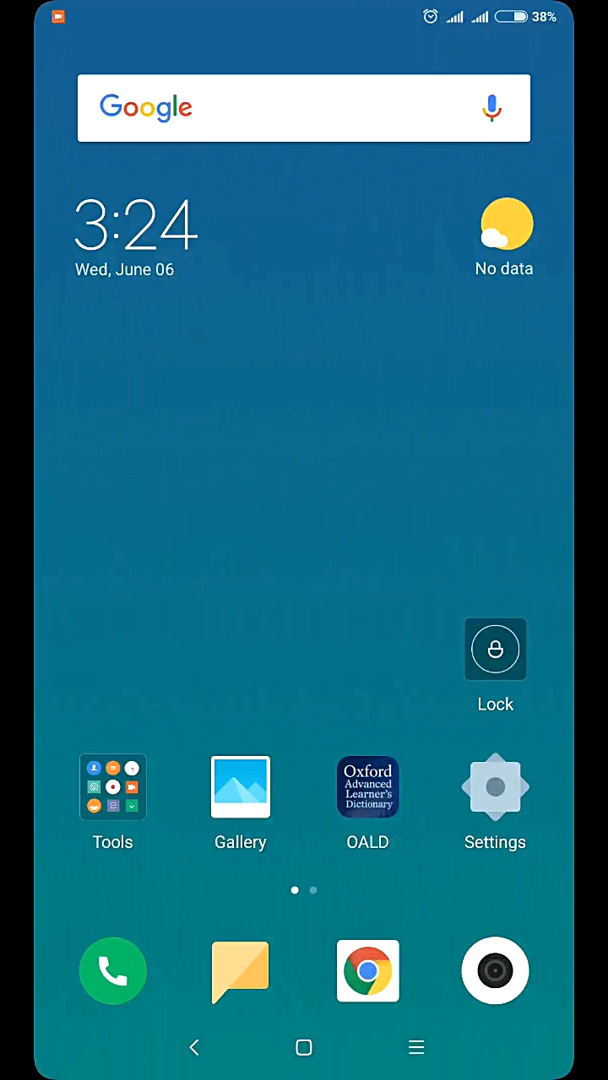 38%
Google
3:24
Wed, June 06
No data
Lock
Oxford
Advanced
Learner's
Dictionary
Tools
Gallery
OALD
Settings